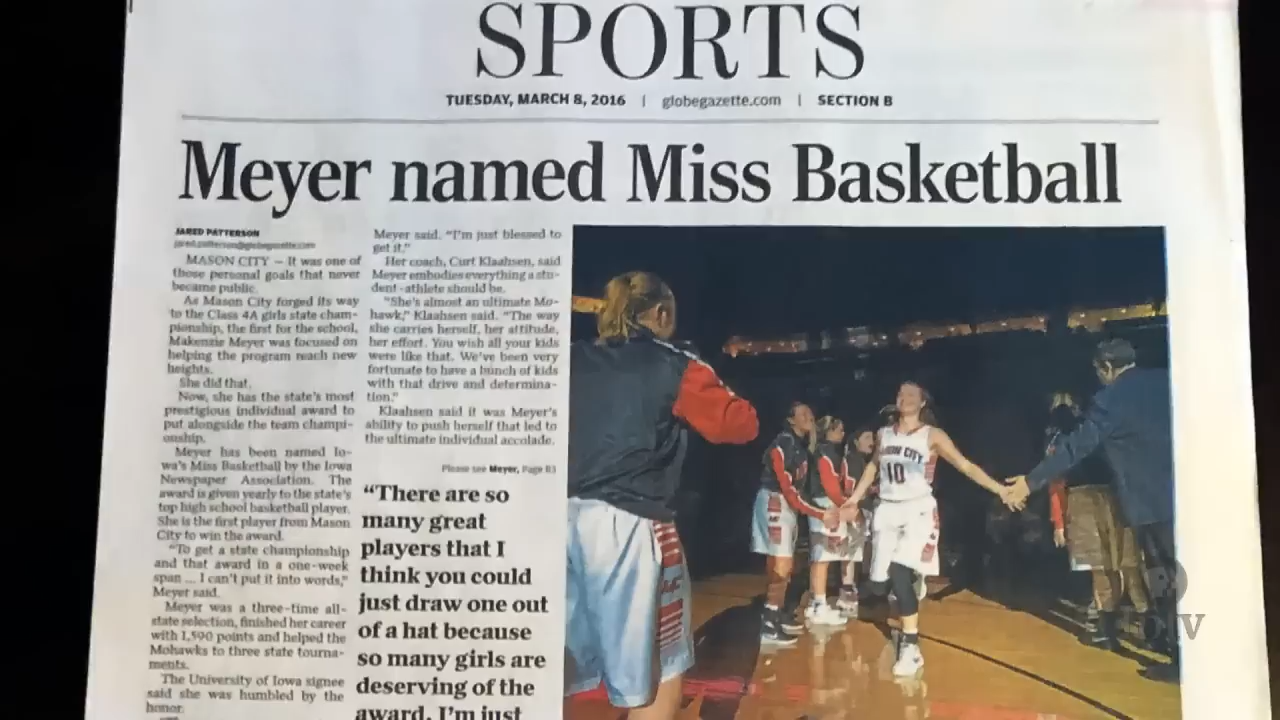 SPORTS
TUESDAY, MARCH 8, 2016 | globegazette.com | SECTION B
Meyer named Miss Basketball
JARED PATTERSON
jared.patterson@globegazette.com
MASON CITY — It was one of
those personal goals that never
became public.
As Mason City forged its way
to the Class 4A girls state cham-
pionship, the first for the school,
Makenzie Meyer was focused on
helping the program reach new
heights.
She did that.
Now, she has the state's most
prestigious individual award to
put alongside the team champi-
onship.
Meyer has been named Io-
wa's Miss Basketball by the Iowa
Newspaper Association. The
award is given yearly to the state's
top high school basketball player.
She is the first player from Mason
City to win the award.
"To get a state championship
and that award in a one-week
span ... I can't put it into words,"
Meyer said.
Meyer was a three-time all-
state selection, finished her career
with 1,590 points and helped the
Mohawks to three state tourna-
ments.
The University of Iowa signee
said she was humbled by the
honor.
Meyer said. "I'm just blessed to
get it."
Her coach, Curt Klaahsen, said
Meyer embodies everything a stu-
dent-athlete should be.
"She's almost an ultimate Mo-
hawk," Klaahsen said. "The way
she carries herself, her attitude,
her effort. You wish all your kids
were like that. We've been very
fortunate to have a bunch of kids
with that drive and determina-
tion."
Klaahsen said it was Meyer's
ability to push herself that led to
the ultimate individual accolade.
Please see Meyer, Page B3
"There are so
many great
players that I
think you could
just draw one out
of a hat because
so many girls are
deserving of the
award. I'm just
CITY
10